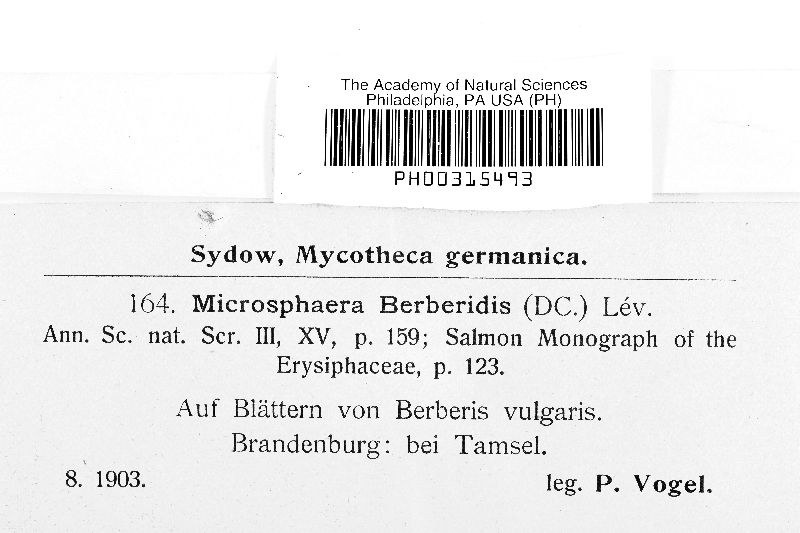 The Academy of Natural Sciences
Philadelphia, PA USA (PH)
PH00315493
Sydow, Mycotheca germanica.
164. Microsphaera Berberidis (DC.) Lév.
Ann. Sc. nat. Ser. III, XV, p. 159; Salmon Monograph of the
Erysiphaceae, p. 123.
Auf Blättern von Berberis vulgaris.
Brandenburg: bei Tamsel.
8. 1903. leg. P. Vogel.